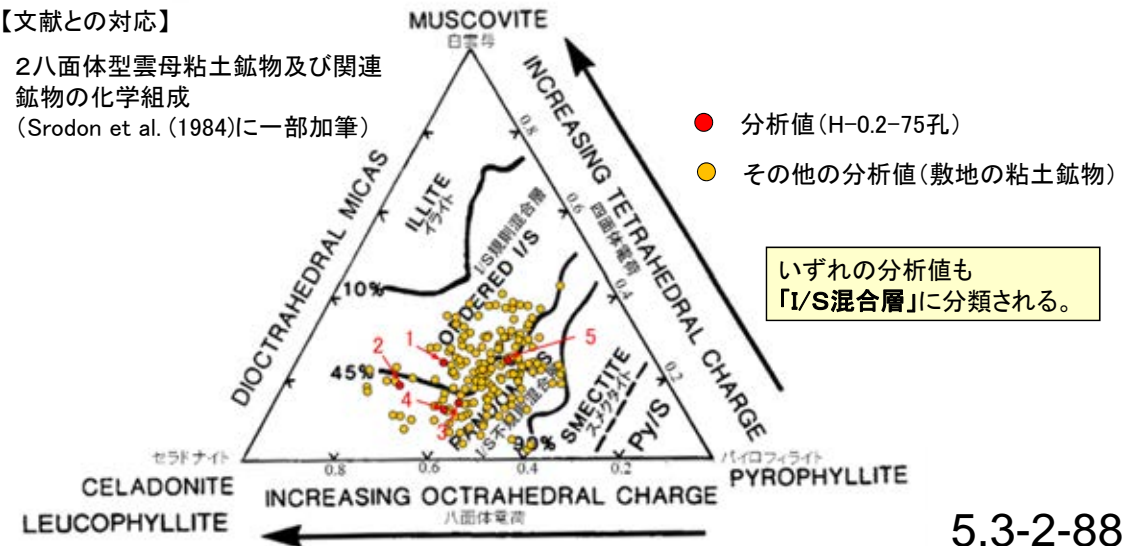 【文献との対応】
2八面体型雲母粘土鉱物及び関連
鉱物の化学組成
(Srodon et al. (1984)に一部加筆)
MUSCOVITE
白雲母
INCREASING TETRAHEDRAL CHARGE
四面体電荷
分析値(H-0.2-75孔)
その他の分析値(敷地の粘土鉱物)
いずれの分析値も
「I/S混合層」に分類される。
DIOCTRAHEDRAL MICAS
ILLITE
イライト
I/S規則混合層
ORDERED I/S
0.8
0.6
0.4
0.2
10%
45%
90%
1
2
3
4
5
I/S不規則混合層
SMECTITE
スメクタイト
Py/S
セラドナイト
CELADONITE
LEUCOPHYLLITE
0.8
0.6
0.4
0.2
パイロフィライト
PYROPHYLLITE
INCREASING OCTRAHEDRAL CHARGE
八面体電荷
5.3-2-88